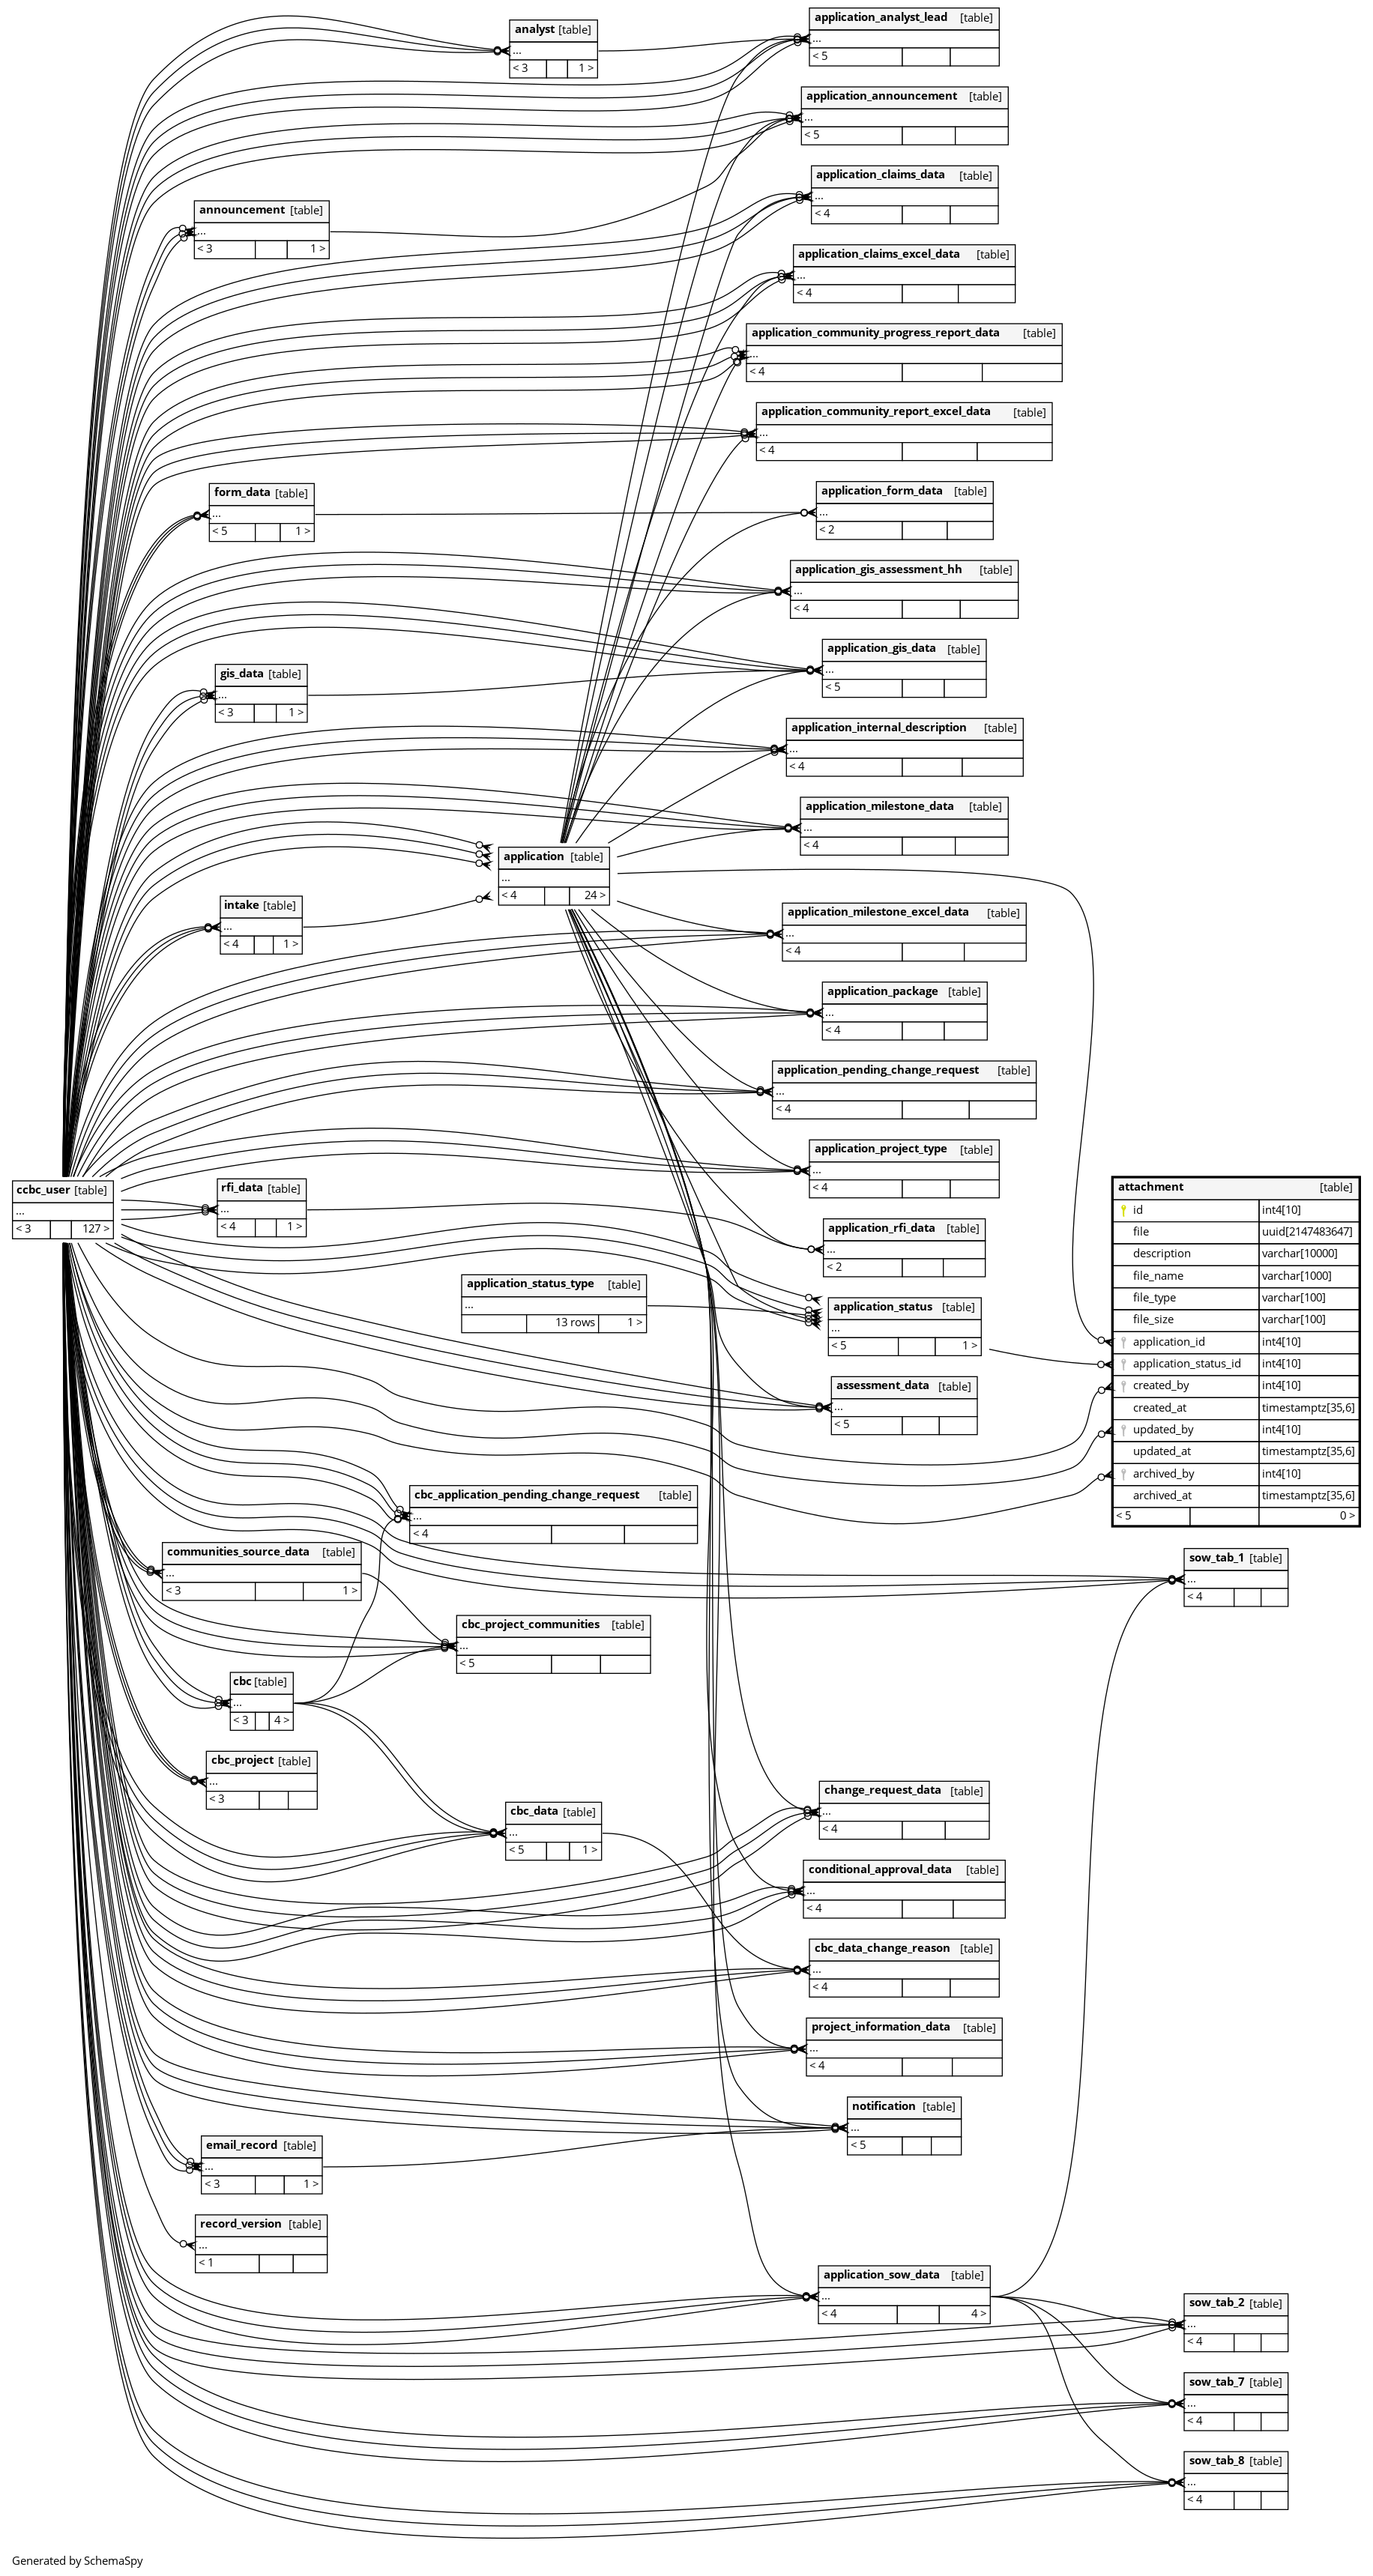 analyst [table]
...
< 3 1 >
application_analyst_lead [table]
...
< 5
application_announcement [table]
...
< 5
application_claims_data [table]
...
< 4
announcement [table]
...
< 3 1 >
application_claims_excel_data [table]
...
< 4
application_community_progress_report_data [table]
...
< 4
application_community_report_excel_data [table]
...
< 4
form_data [table]
...
< 5 1 >
application_form_data [table]
...
< 2
application_gis_assessment_hh [table]
...
< 4
application_gis_data [table]
...
< 5
gis_data [table]
...
< 3 1 >
application_internal_description [table]
...
< 4
application_milestone_data [table]
...
< 4
application [table]
...
< 4 24 >
intake [table]
...
< 4 1 >
application_milestone_excel_data [table]
...
< 4
application_package [table]
...
< 4
application_pending_change_request [table]
...
< 4
application_project_type [table]
...
< 4
ccbc_user [table]
...
< 3 127 >
rfi_data [table]
...
< 4 1 >
application_rfi_data [table]
...
< 2
application_status_type [table]
...
13 rows 1 >
application_status [table]
...
< 5 1 >
assessment_data [table]
...
< 5
attachment [table]
id int4[10]
file uuid[2147483647]
description varchar[10000]
file_name varchar[1000]
file_type varchar[100]
file_size varchar[100]
application_id int4[10]
application_status_id int4[10]
created_by int4[10]
created_at timestamptz[35,6]
updated_by int4[10]
updated_at timestamptz[35,6]
archived_by int4[10]
archived_at timestamptz[35,6]
< 5 0 >
cbc_application_pending_change_request [table]
...
< 4
communities_source_data [table]
...
< 3 1 >
sow_tab_1 [table]
...
< 4
cbc_project_communities [table]
...
< 5
cbc [table]
...
< 3 4 >
cbc_project [table]
...
< 3
cbc_data [table]
...
< 5 1 >
change_request_data [table]
...
< 4
conditional_approval_data [table]
...
< 4
cbc_data_change_reason [table]
...
< 4
project_information_data [table]
...
< 4
notification [table]
...
< 5
email_record [table]
...
< 3 1 >
record_version [table]
...
< 1
application_sow_data [table]
...
< 4 4 >
sow_tab_2 [table]
...
< 4
sow_tab_7 [table]
...
< 4
sow_tab_8 [table]
...
< 4
Generated by SchemaSpy